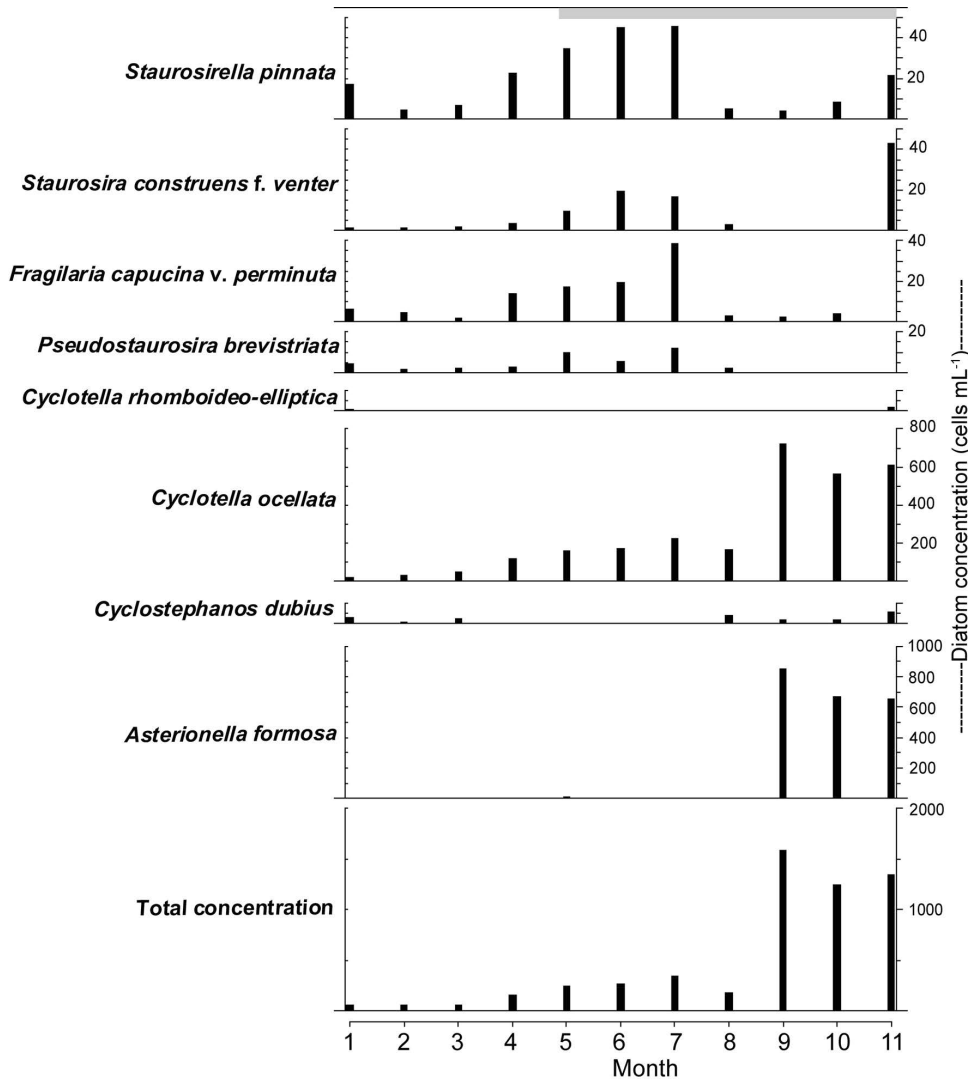 Staurosirella pinnata
40
20
Staurosira construens f. venter
40
20
Fragilaria capucina v. perminuta
40
20
Pseudostaurosira brevistriata
20
Cyclotella rhomboideo-elliptica
Cyclotella ocellata
800
600
400
200
Cyclostephanos dubius
Asterionella formosa
1000
800
600
400
200
Total concentration
2000
1000
----------Diatom concentration (cells mL-1)----------
1 2 3 4 5 6 7 8 9 10 11
Month